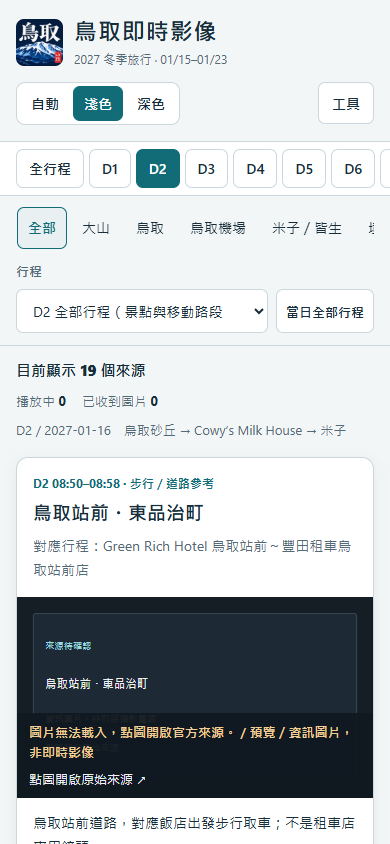 鳥取
鳥取即時影像
2027 冬季旅行 · 01/15–01/23
自動 淺色 深色 工具
全行程 D1 D2 D3 D4 D5 D6
全部 大山 鳥取 鳥取機場 米子 / 皆生
行程
D2 全部行程（景點與移動路段 當日全部行程
目前顯示 19 個來源
播放中 0 已收到圖片 0
D2 / 2027-01-16 鳥取砂丘 → Cowy's Milk House → 米子
D2 08:50–08:58 · 步行 / 道路參考
鳥取站前・東品治町
對應行程：Green Rich Hotel 鳥取站前～豐田租車鳥
取站前店
來源待確認
鳥取站前・東品治町
圖片無法載入，點圖開啟官方來源。 / 預覽 / 資訊圖片，
非即時影像
點圖開啟原始來源 ↗
鳥取站前道路，對應飯店出發步行取車；不是租車店